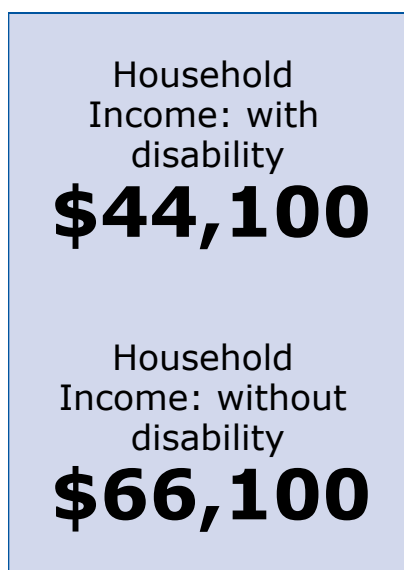 Household
Income: with
disability
$44,100
Household
Income: without
disability
$66,100